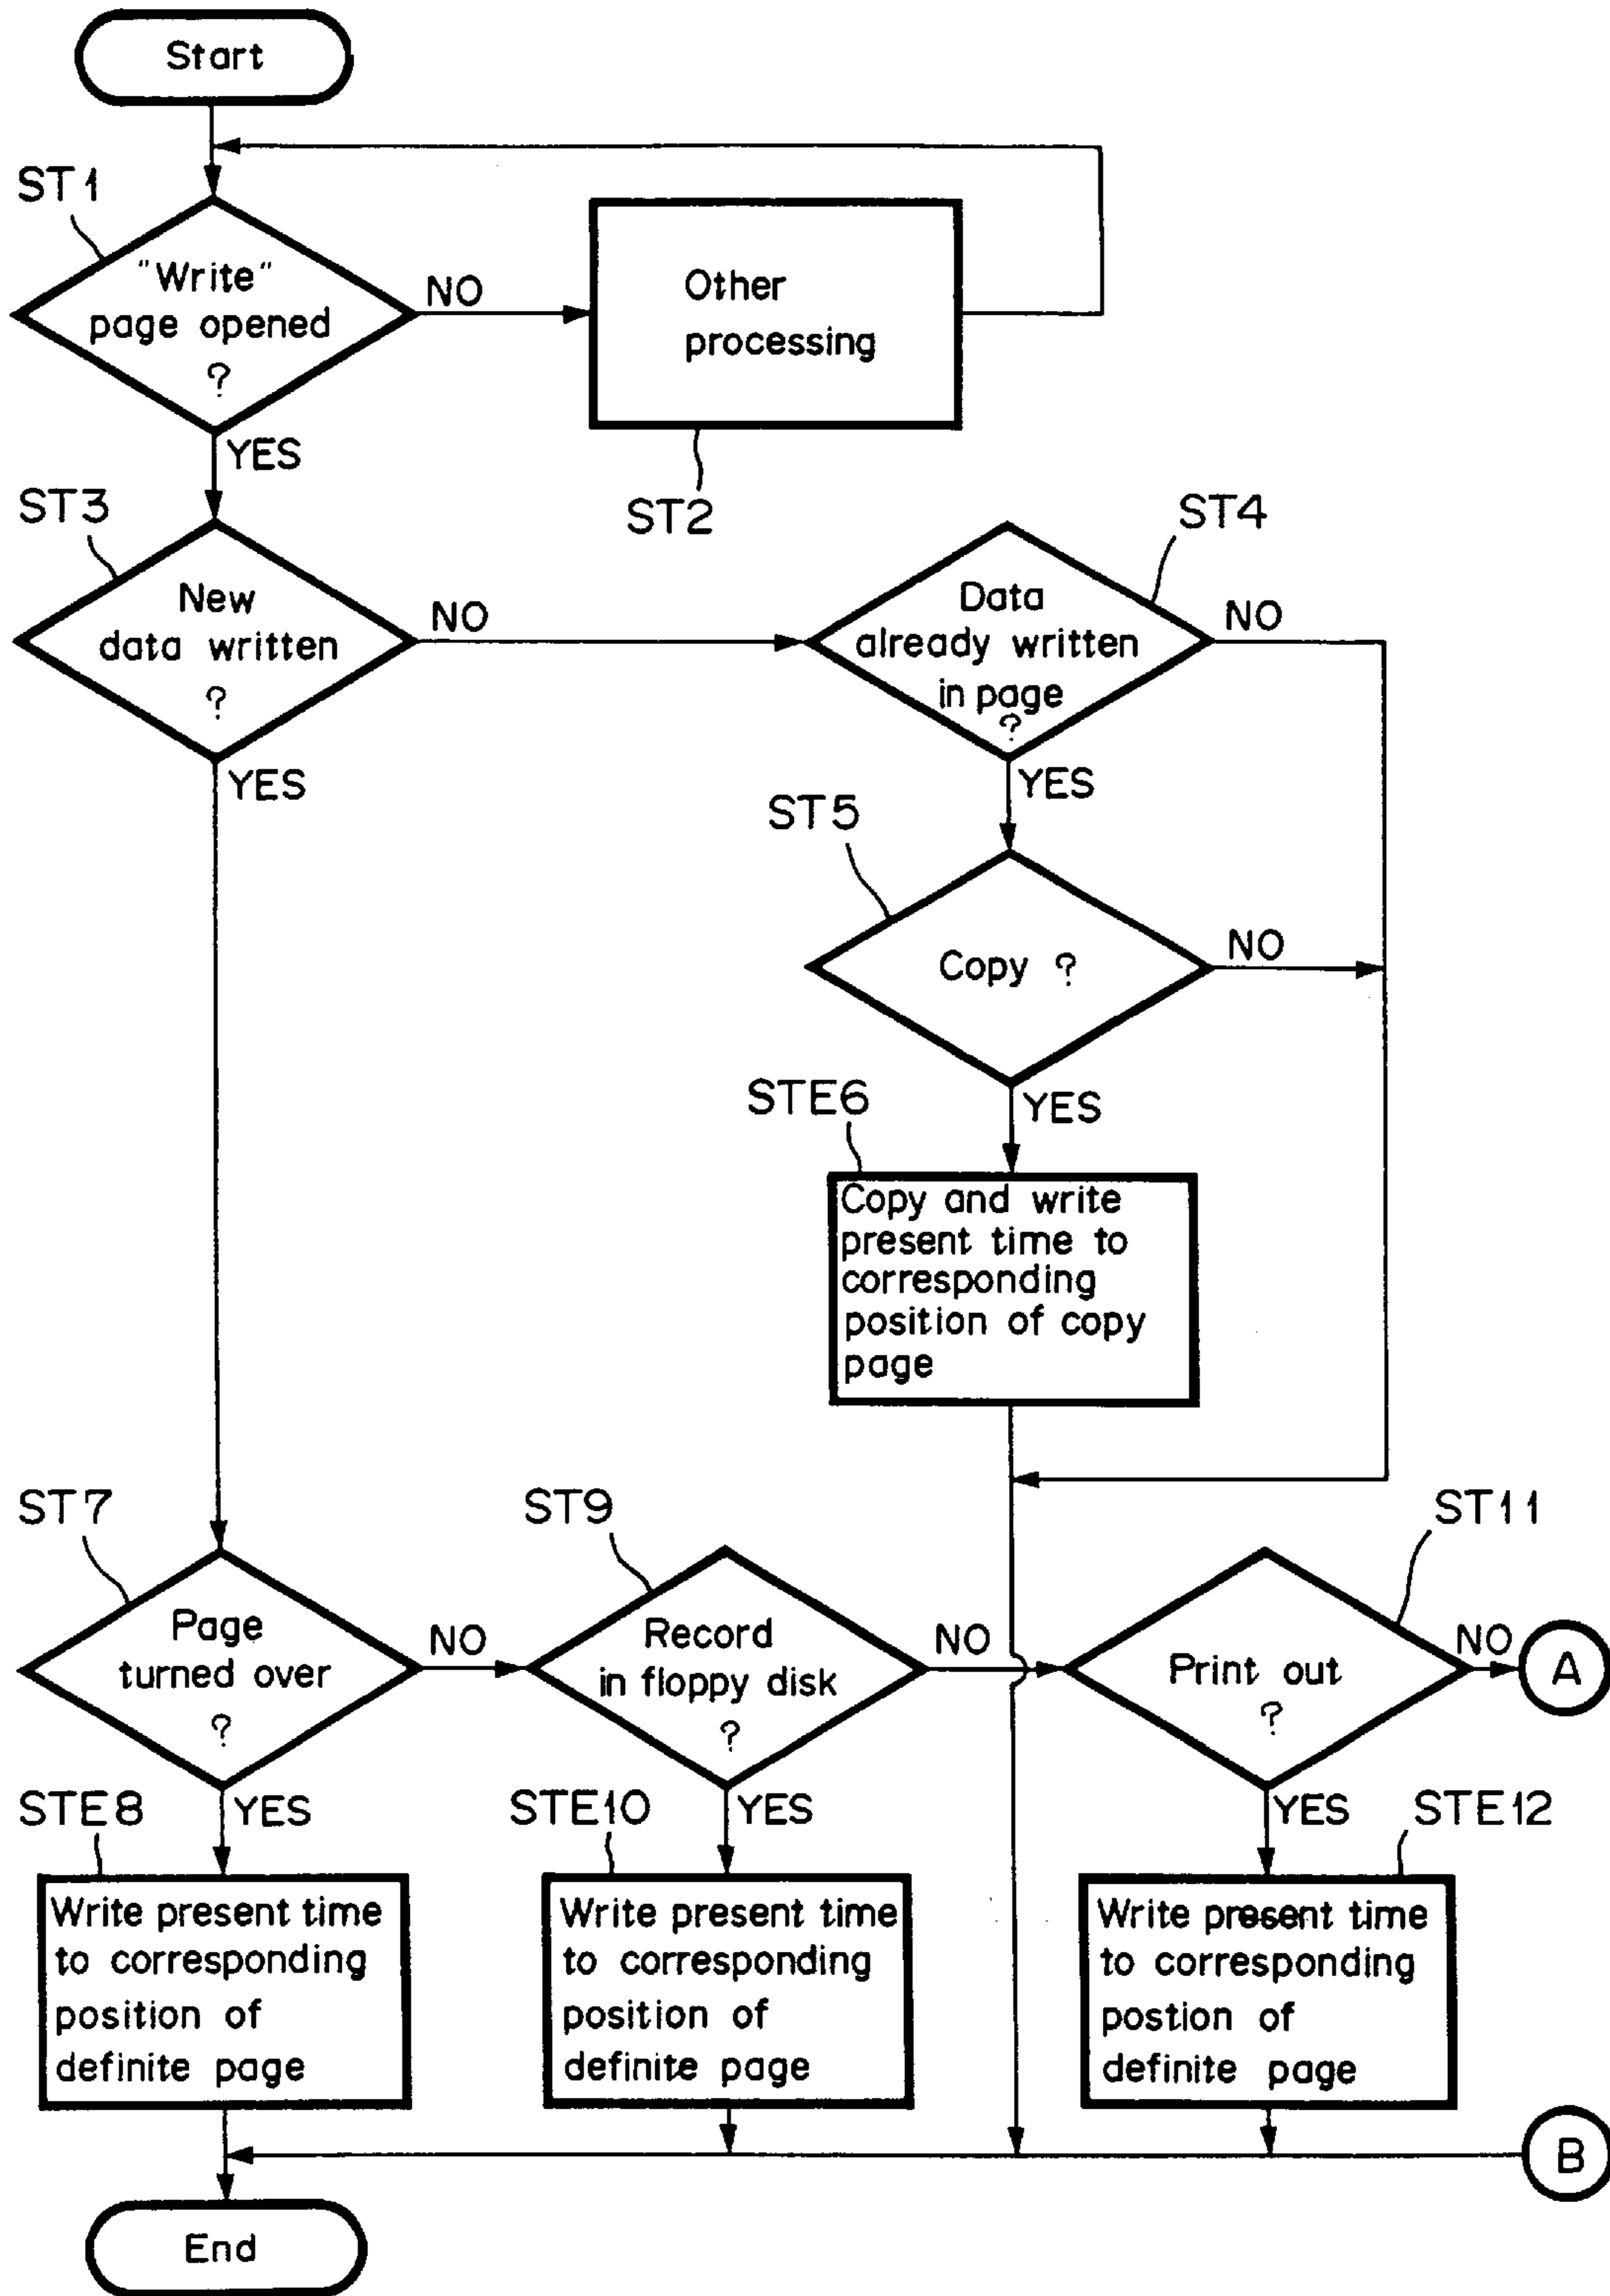 Start
ST1
"Write"
page opened
?
NO
Other
processing
YES
ST2
ST3
New
data written
?
NO
ST4
Data
already written
in page
?
NO
YES
YES
ST5
Copy ?
NO
YES
STE6
Copy and write
present time to
corresponding
position of copy
page
ST7
Page
turned over
?
NO
ST9
Record
in floppy disk
?
NO
ST11
Print out
?
NO
A
STE8
YES
STE10
YES
YES
STE12
Write present time
to corresponding
position of
definite page
Write present time
to corresponding
position of
definite page
Write present time
to corresponding
postion of
definite page
B
End